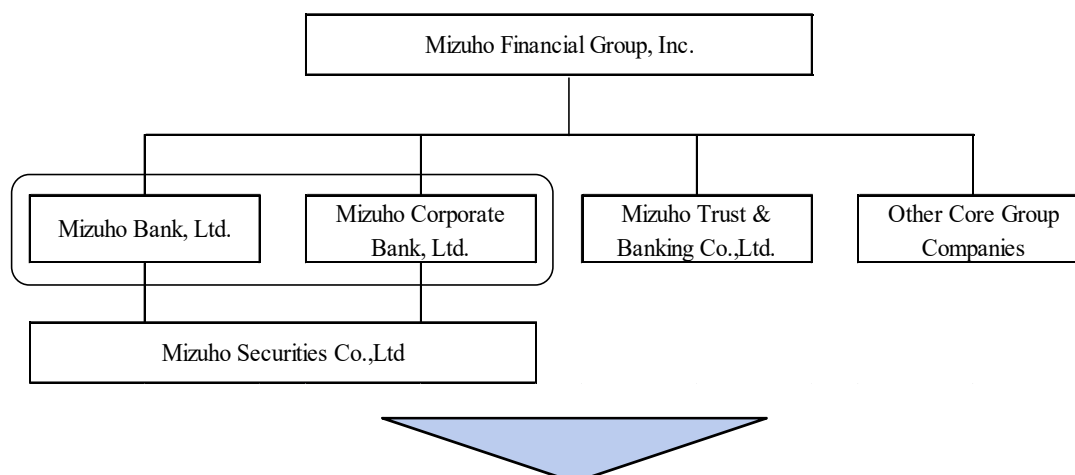 Mizuho Financial Group, Inc.
Mizuho Bank, Ltd.
Mizuho Corporate
Bank, Ltd.
Mizuho Trust &
Banking Co.,Ltd.
Other Core Group
Companies
Mizuho Securities Co.,Ltd